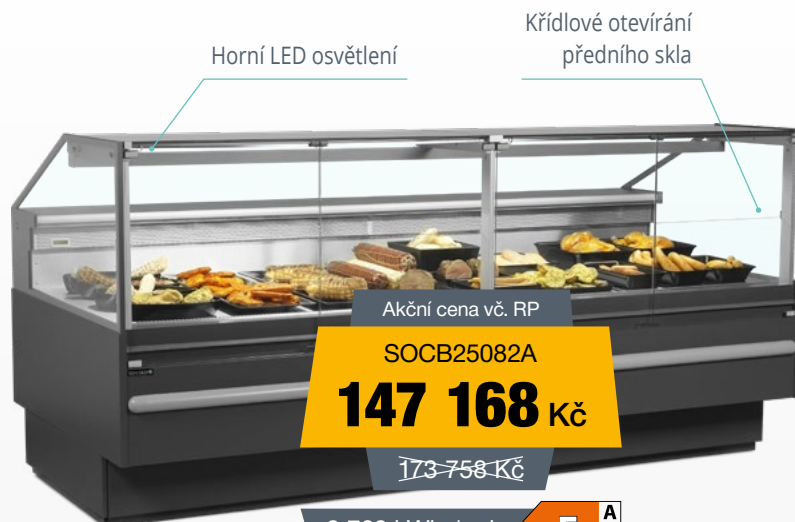 Křídlové otevírání
předního skla
Horní LED osvětlení
Akční cena vč. RP
SOCB25082A
147 168 Kč
173 758 Kč
A